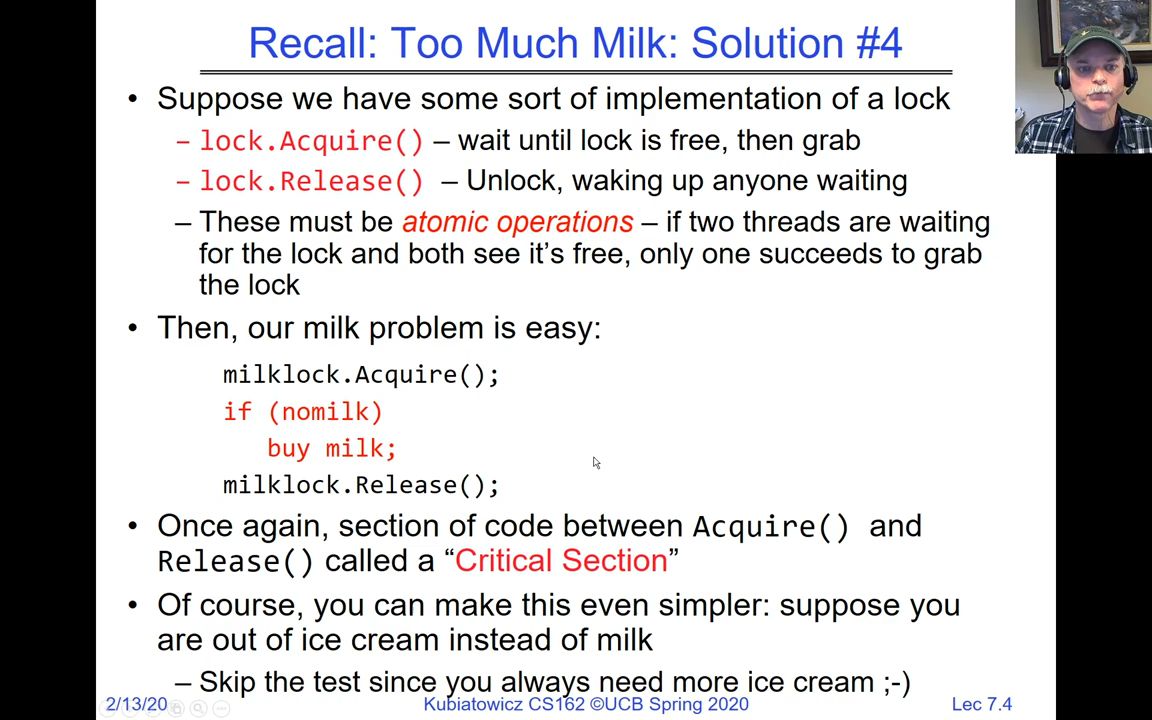 Recall: Too Much Milk: Solution #4
• Suppose we have some sort of implementation of a lock
– lock.Acquire() – wait until lock is free, then grab
– lock.Release() – Unlock, waking up anyone waiting
– These must be atomic operations – if two threads are waiting
for the lock and both see it’s free, only one succeeds to grab
the lock
• Then, our milk problem is easy:
milklock.Acquire();
if (nomilk)
buy milk;
milklock.Release();
• Once again, section of code between Acquire() and
Release() called a “Critical Section”
• Of course, you can make this even simpler: suppose you
are out of ice cream instead of milk
– Skip the test since you always need more ice cream ;-)
2/13/20 Kubiatowicz CS162 ©UCB Spring 2020 Lec 7.4